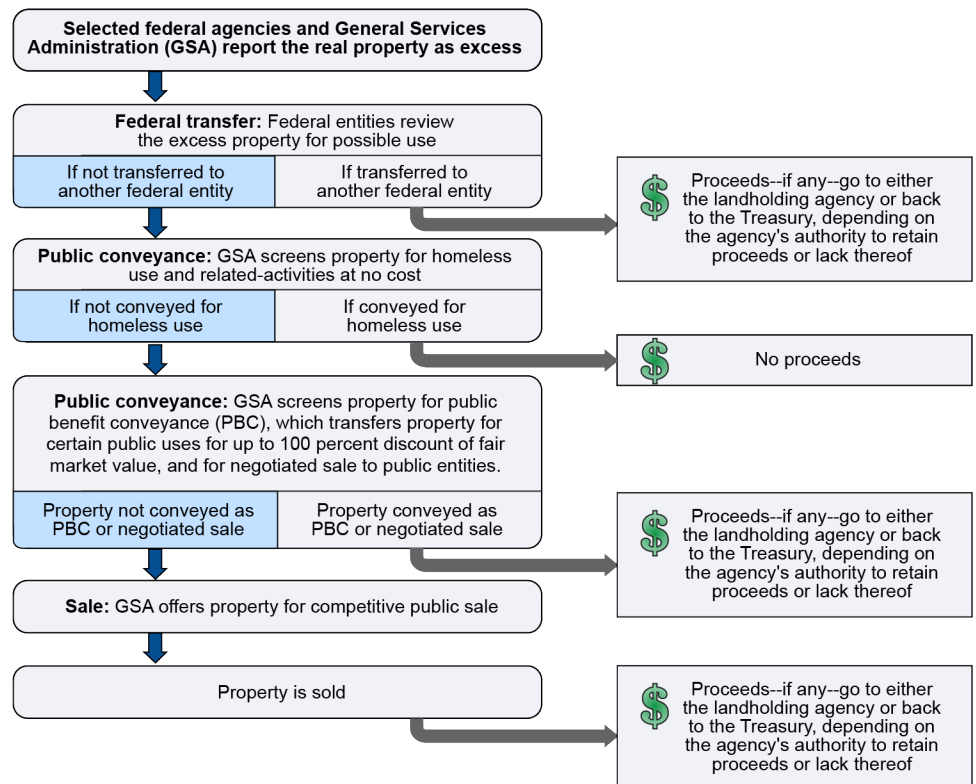 Selected federal agencies and General Services
Administration (GSA) report the real property as excess
Federal transfer: Federal entities review
the excess property for possible use
If not transferred to
another federal entity
If transferred to
another federal entity
Proceeds--if any--go to either
the landholding agency or back
to the Treasury, depending on
the agency's authority to retain
proceeds or lack thereof
Public conveyance: GSA screens property for homeless
use and related-activities at no cost
If not conveyed for
homeless use
If conveyed for
homeless use
No proceeds
Public conveyance: GSA screens property for public
benefit conveyance (PBC), which transfers property for
certain public uses for up to 100 percent discount of fair
market value, and for negotiated sale to public entities.
Property not conveyed as
PBC or negotiated sale
Property conveyed as
PBC or negotiated sale
Proceeds--if any--go to either
the landholding agency or back
to the Treasury, depending on
the agency's authority to retain
proceeds or lack thereof
Sale: GSA offers property for competitive public sale
Property is sold
Proceeds--if any--go to either
the landholding agency or back
to the Treasury, depending on
the agency's authority to retain
proceeds or lack thereof